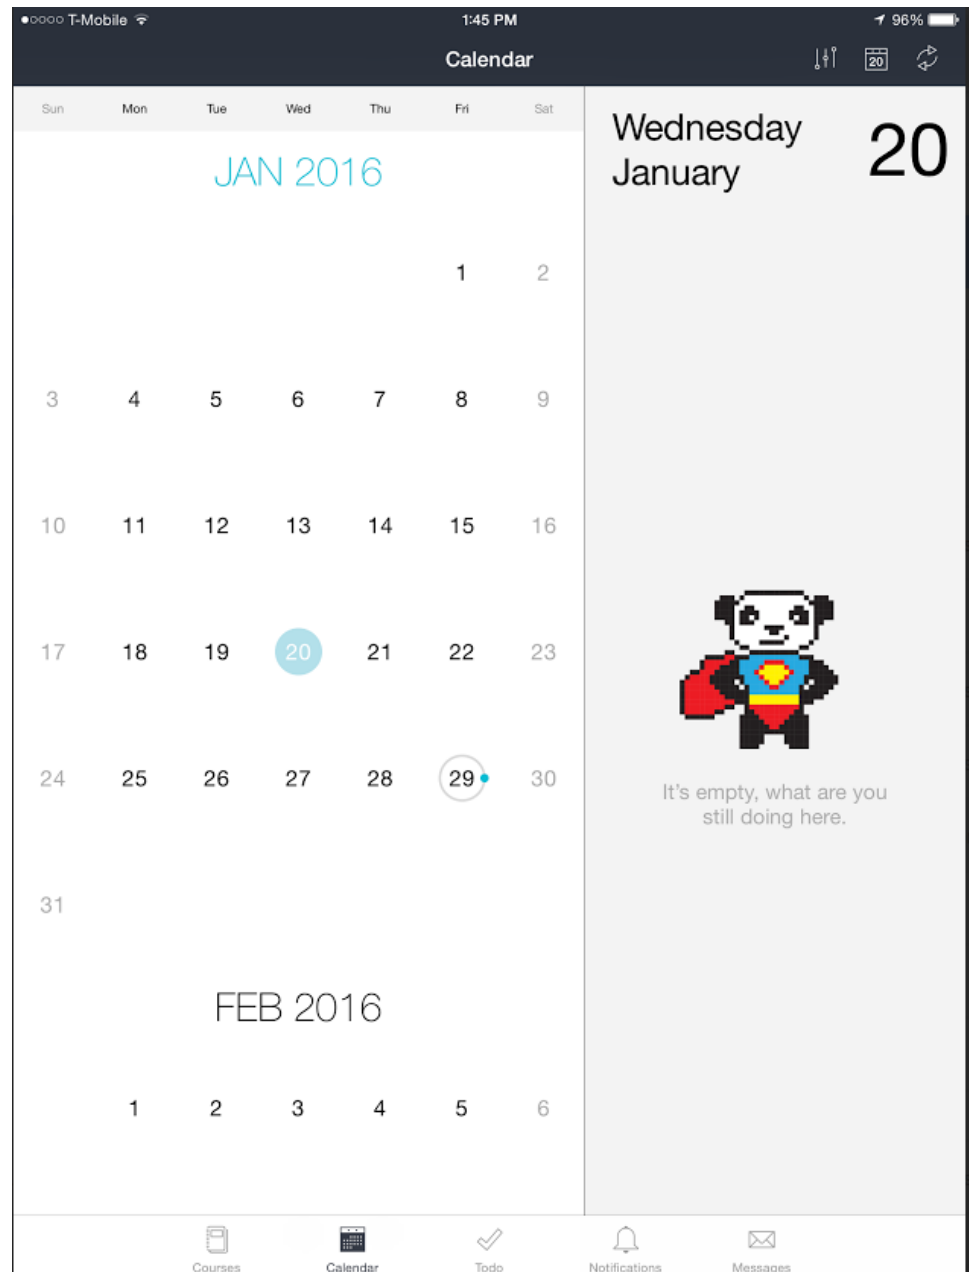 T-Mobile 1:45 PM 96%
Calendar 20
Sun Mon Tue Wed Thu Fri Sat
JAN 2016
1 2
3 4 5 6 7 8 9
10 11 12 13 14 15 16
17 18 19 20 21 22 23
24 25 26 27 28 29 30
31
FEB 2016
1 2 3 4 5 6
Wednesday
January
20
It's empty, what are you
still doing here.
Courses Calendar Todo Notifications Messages